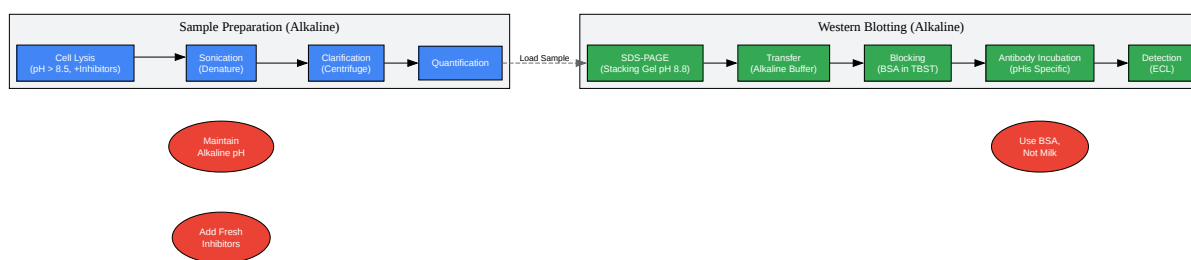 Sample Preparation (Alkaline)
Cell Lysis
(pH > 8.5, +Inhibitors)
Sonication
(Denature)
Clarification
(Centrifuge)
Quantification
Load Sample
Western Blotting (Alkaline)
SDS-PAGE
(Stacking Gel pH 8.8)
Transfer
(Alkaline Buffer)
Blocking
(BSA in TBST)
Antibody Incubation
(pHis Specific)
Detection
(ECL)
Maintain
Alkaline pH
Use BSA,
Not Milk
Add Fresh
Inhibitors